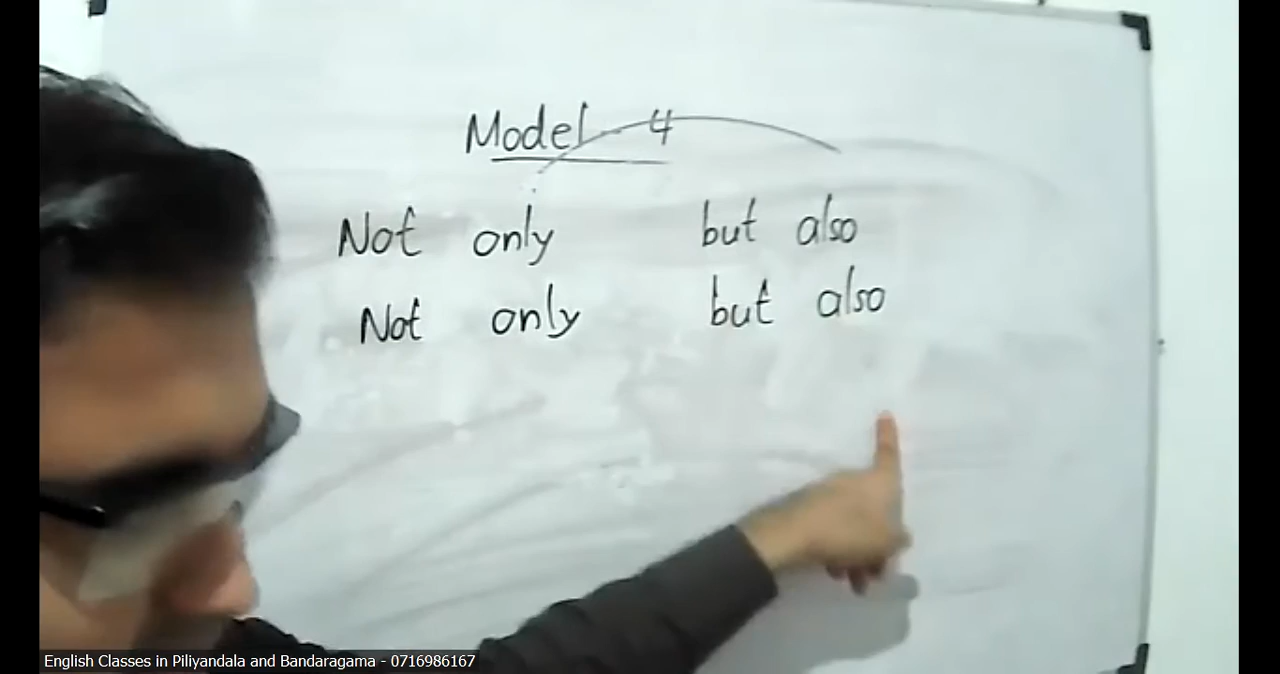 Model - 4
Not only but also
Not only but also
English Classes in Piliyandala and Bandaragama - 0716986167